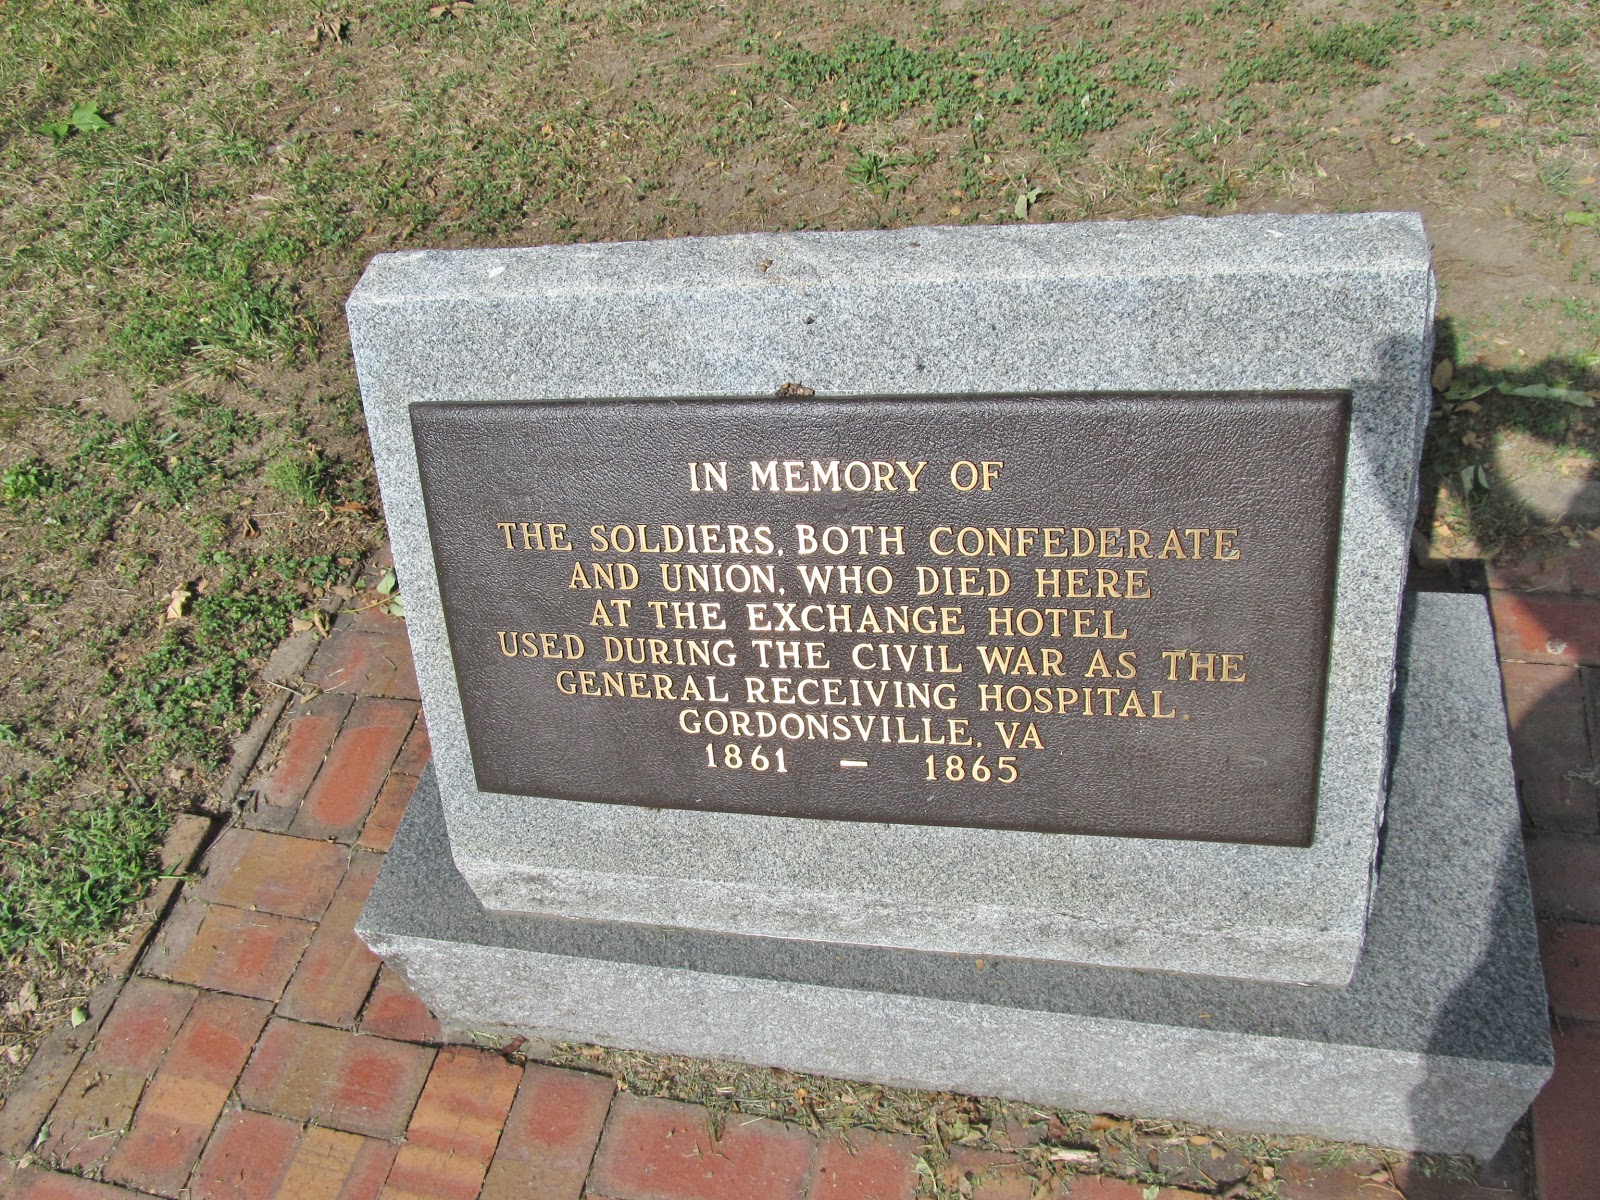 IN MEMORY OF
THE SOLDIERS, BOTH CONFEDERATE
AND UNION, WHO DIED HERE
AT THE EXCHANGE HOTEL
USED DURING THE CIVIL WAR AS THE
GENERAL RECEIVING HOSPITAL.
GORDONSVILLE, VA
1861 — 1865